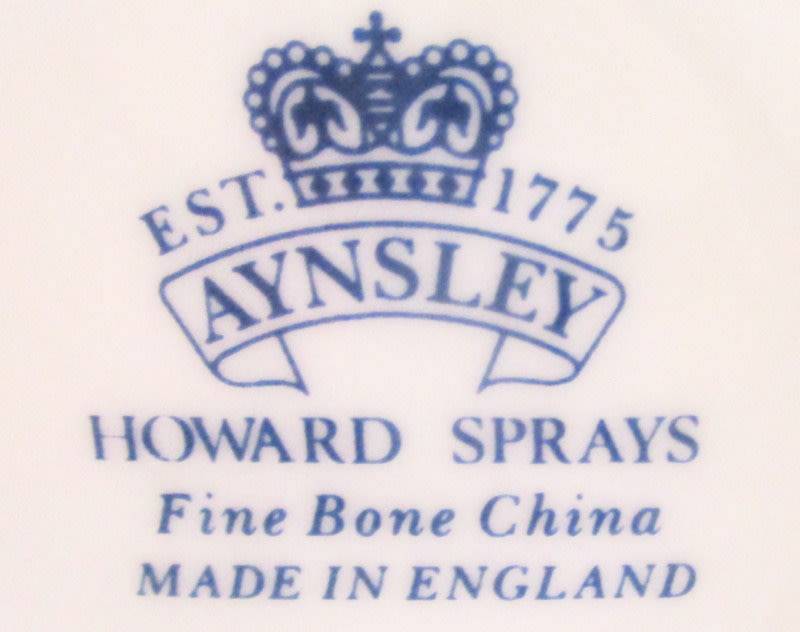 EST. 1775
AYNSLEY
HOWARD SPRAYS
Fine Bone China
MADE IN ENGLAND